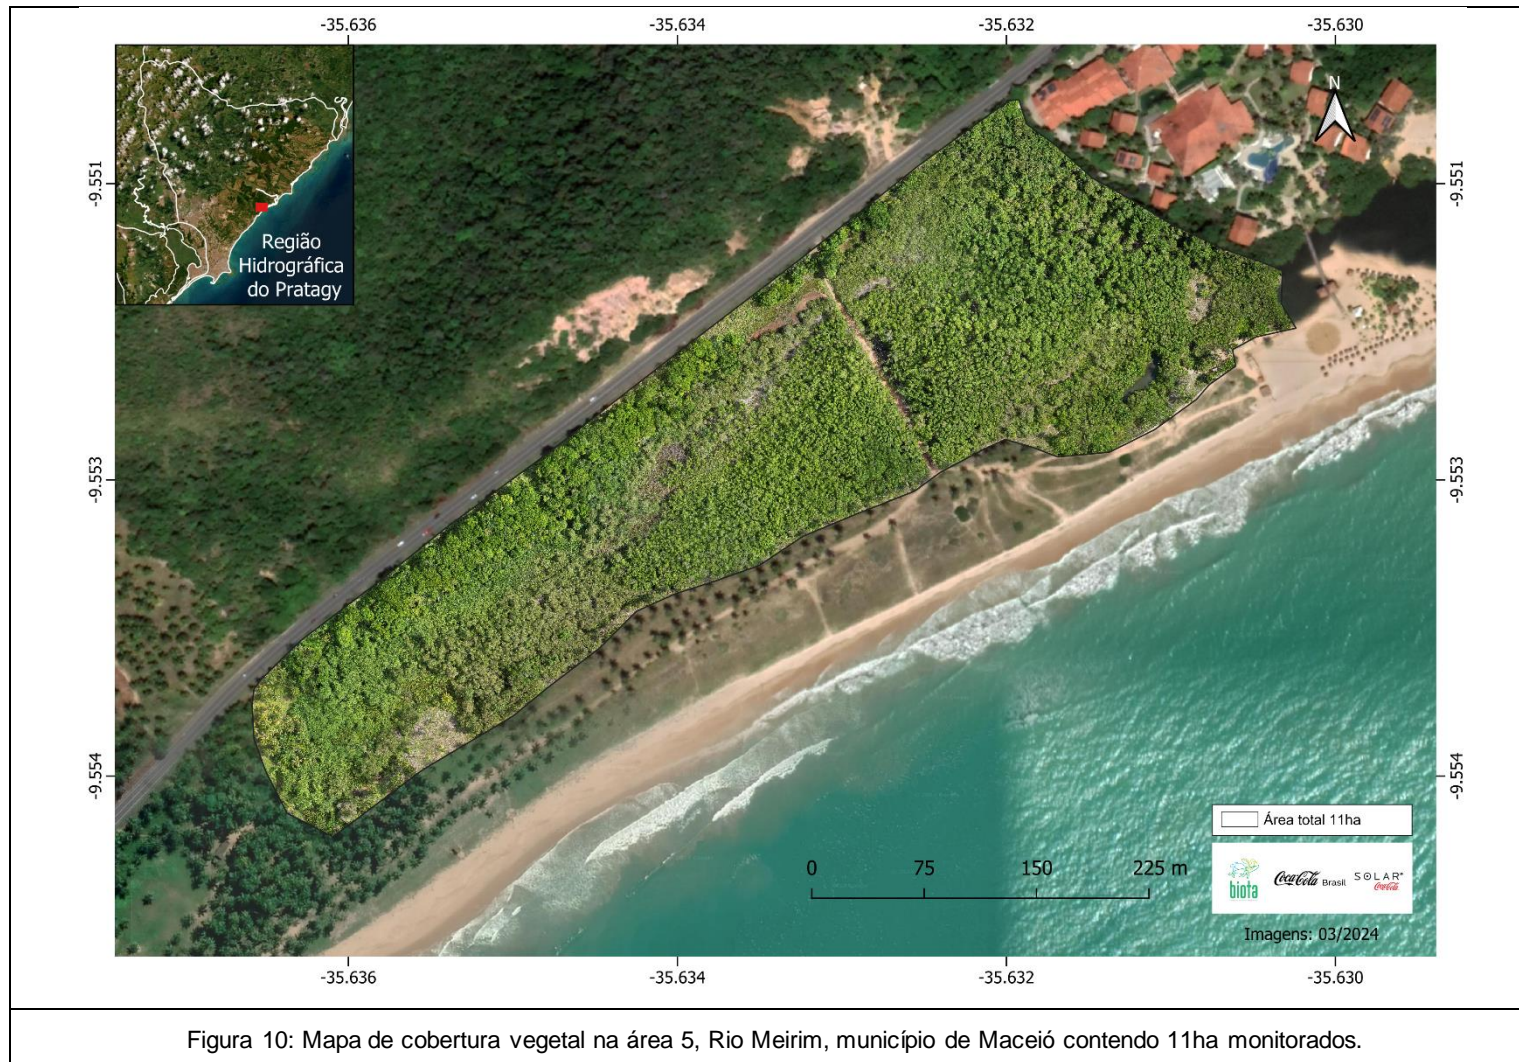 -35.636 -35.634 -35.632 -35.630
N
Região
Hidrográfica
do Pratagy
-9.551 -9.551
-9.553 -9.553
-9.554 -9.554
Área total 11ha
0 75 150 225 m
biota Coca-Cola Brasil SOLAR
Coca-Cola
Imagens: 03/2024
-35.636 -35.634 -35.632 -35.630
Figura 10: Mapa de cobertura vegetal na área 5, Rio Meirim, município de Maceió contendo 11ha monitorados.